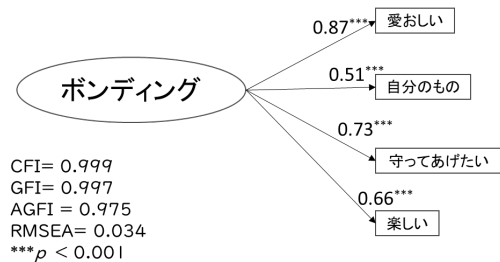 ボンディング
0.87***
愛おしい
0.51***
自分のもの
0.73***
守ってあげたい
0.66***
楽しい
CFI= 0.999
GFI= 0.997
AGFI = 0.975
RMSEA= 0.034
***p < 0.001